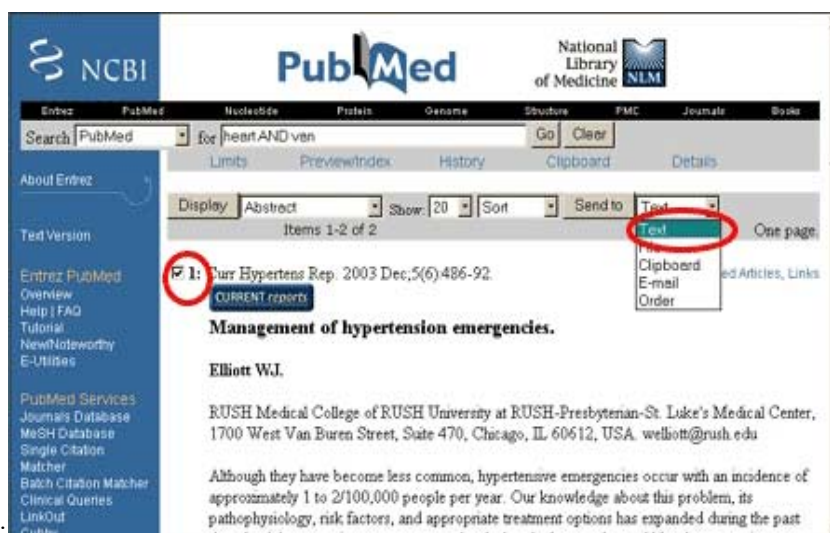 NCBI
PubMed
National
Library
of Medicine NLM
Entrez PubMed Nucleotide Protein Genome Structure PMC Journals Books
Search PubMed for heart AND van Go Clear
Limits Preview/Index History Clipboard Details
About Entrez
Display Abstract Show: 20 Sort Send to Text
Items 1-2 of 2 Text One page.
Text Version
Clipboard
E-mail
Order
Articles, Links
1: Curr Hypertens Rep. 2003 Dec;5(6):486-92.
CURRENT reports
Entrez PubMed
Overview
Help | FAQ
Tutorial
New/Noteworthy
E-Utilities
Management of hypertension emergencies.
Elliott WJ.
PubMed Services
Journals Database
MeSH Database
Single Citation
Matcher
Batch Citation Matcher
Clinical Queries
LinkOut
RUSH Medical College of RUSH University at RUSH-Presbyterian-St. Luke's Medical Center,
1700 West Van Buren Street, Suite 470, Chicago, IL 60612, USA. welliott@rush.edu
Although they have become less common, hypertensive emergencies occur with an incidence of
approximately 1 to 2/100,000 people per year. Our knowledge about this problem, its
pathophysiology, risk factors, and appropriate treatment options has expanded during the past